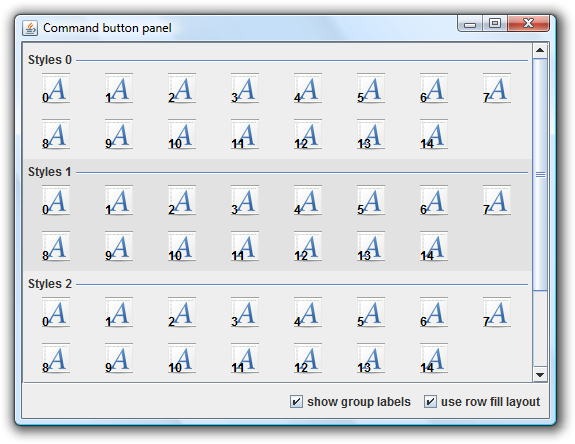 Command button panel
Styles 0
0A 1A 2A 3A 4A 5A 6A 7A
8A 9A 10A 11A 12A 13A 14A
Styles 1
0A 1A 2A 3A 4A 5A 6A 7A
8A 9A 10A 11A 12A 13A 14A
Styles 2
0A 1A 2A 3A 4A 5A 6A 7A
8A 9A 10A 11A 12A 13A 14A
show group labels use row fill layout